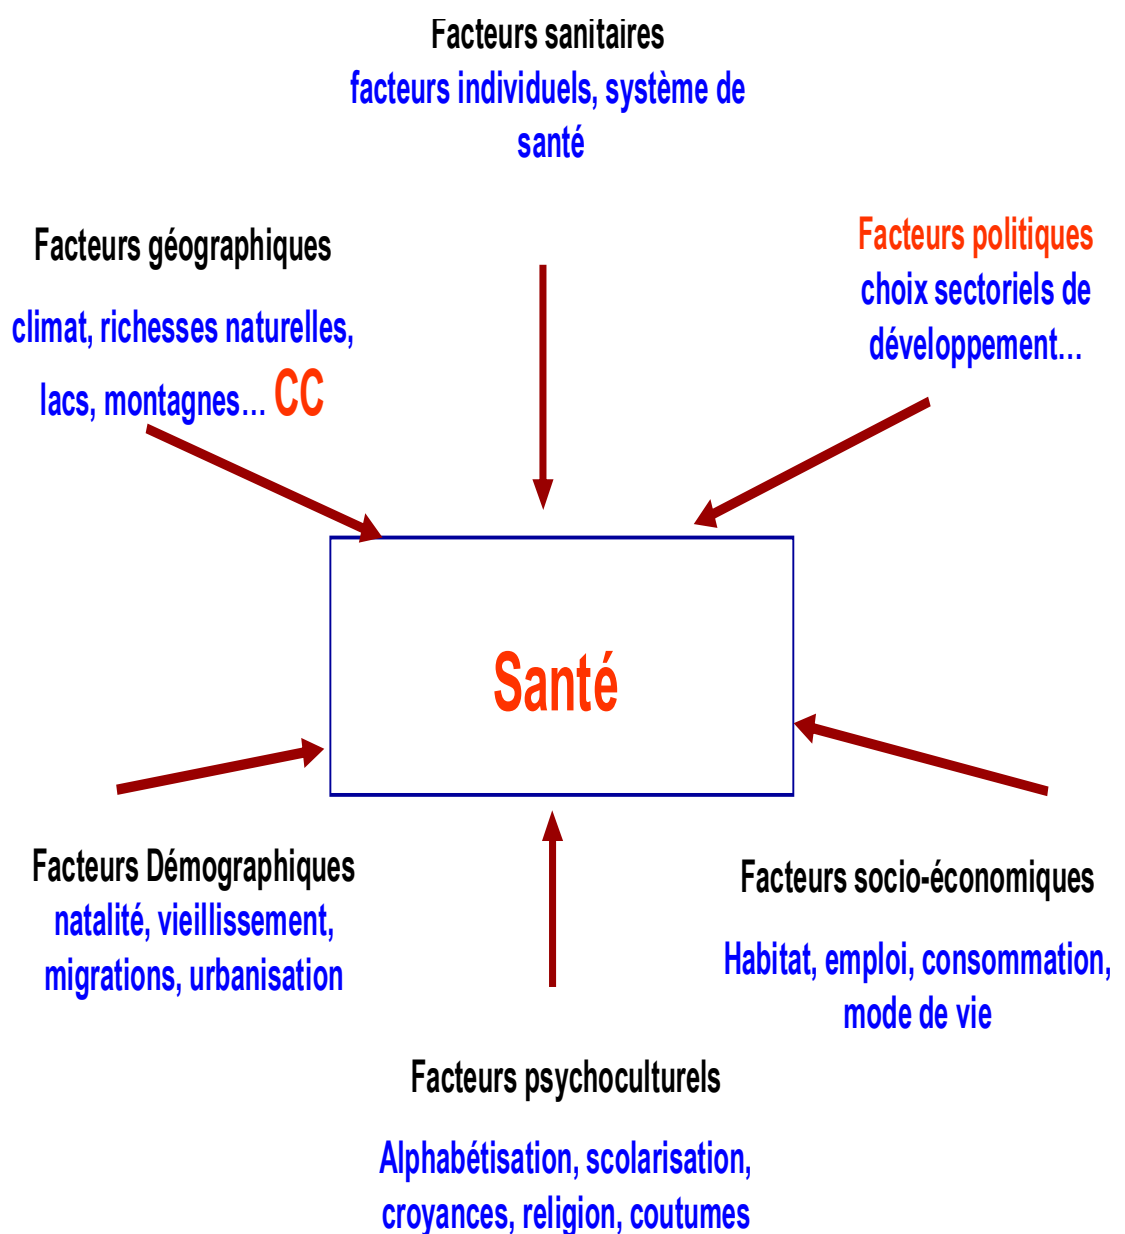 Facteurs sanitaires
facteurs individuels, système de
santé
Facteurs géographiques
climat, richesses naturelles,
lacs, montagnes... CC
Facteurs politiques
choix sectoriels de
développement...
Santé
Facteurs Démographiques
natalité, vieillissement,
migrations, urbanisation
Facteurs socio-économiques
Habitat, emploi, consommation,
mode de vie
Facteurs psychoculturels
Alphabétisation, scolarisation,
croyances, religion, coutumes